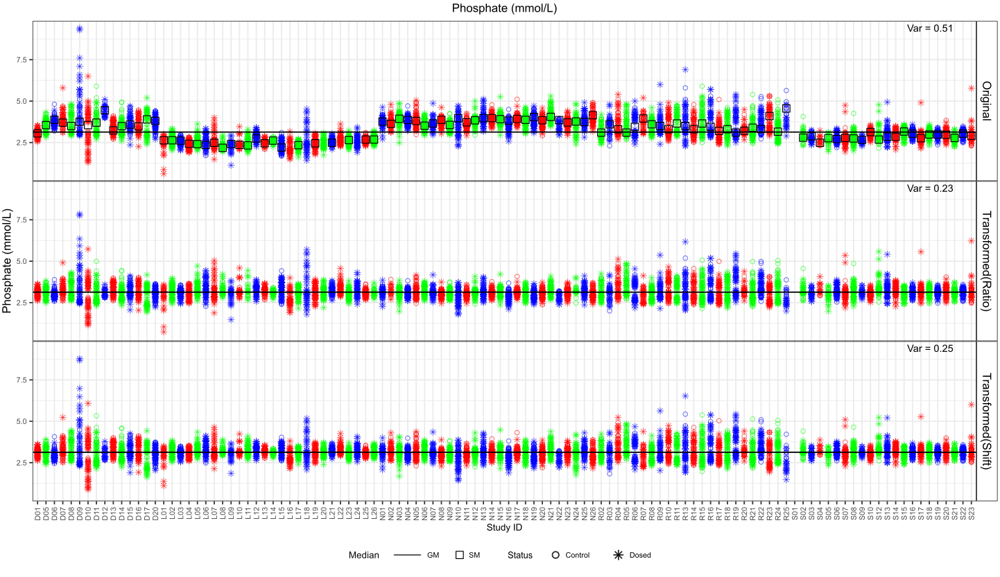 Phosphate (mmol/L)
Var = 0.51
7.5
5.0
2.5
Original
Var = 0.23
7.5
5.0
2.5
Transformed(Ratio)
Var = 0.25
7.5
5.0
2.5
Transformed(Shift)
Phosphate (mmol/L)
D01 D05 D06 D07 D08 D09 D10 D11 D12 D13 D14 D15 D16 D17 D20 L01 L02 L03 L04 L05 L06 L07 L08 L09 L10 L11 L12 L13 L14 L15 L16 L17 L18 L19 L20 L21 L22 L23 L24 L25 L26 N01 N02 N03 N04 N05 N06 N07 N08 N09 N10 N11 N12 N13 N14 N15 N16 N17 N18 N19 N20 N21 N22 N23 N24 N25 N26 R02 R03 R04 R05 R06 R07 R08 R09 R10 R11 R13 R14 R15 R16 R17 R18 R19 R20 R21 R22 R23 R24 R25 S01 S02 S03 S04 S05 S06 S07 S08 S09 S10 S12 S13 S14 S15 S16 S17 S18 S19 S20 S21 S22 S23
Study ID
Median GM SM Status Control Dosed